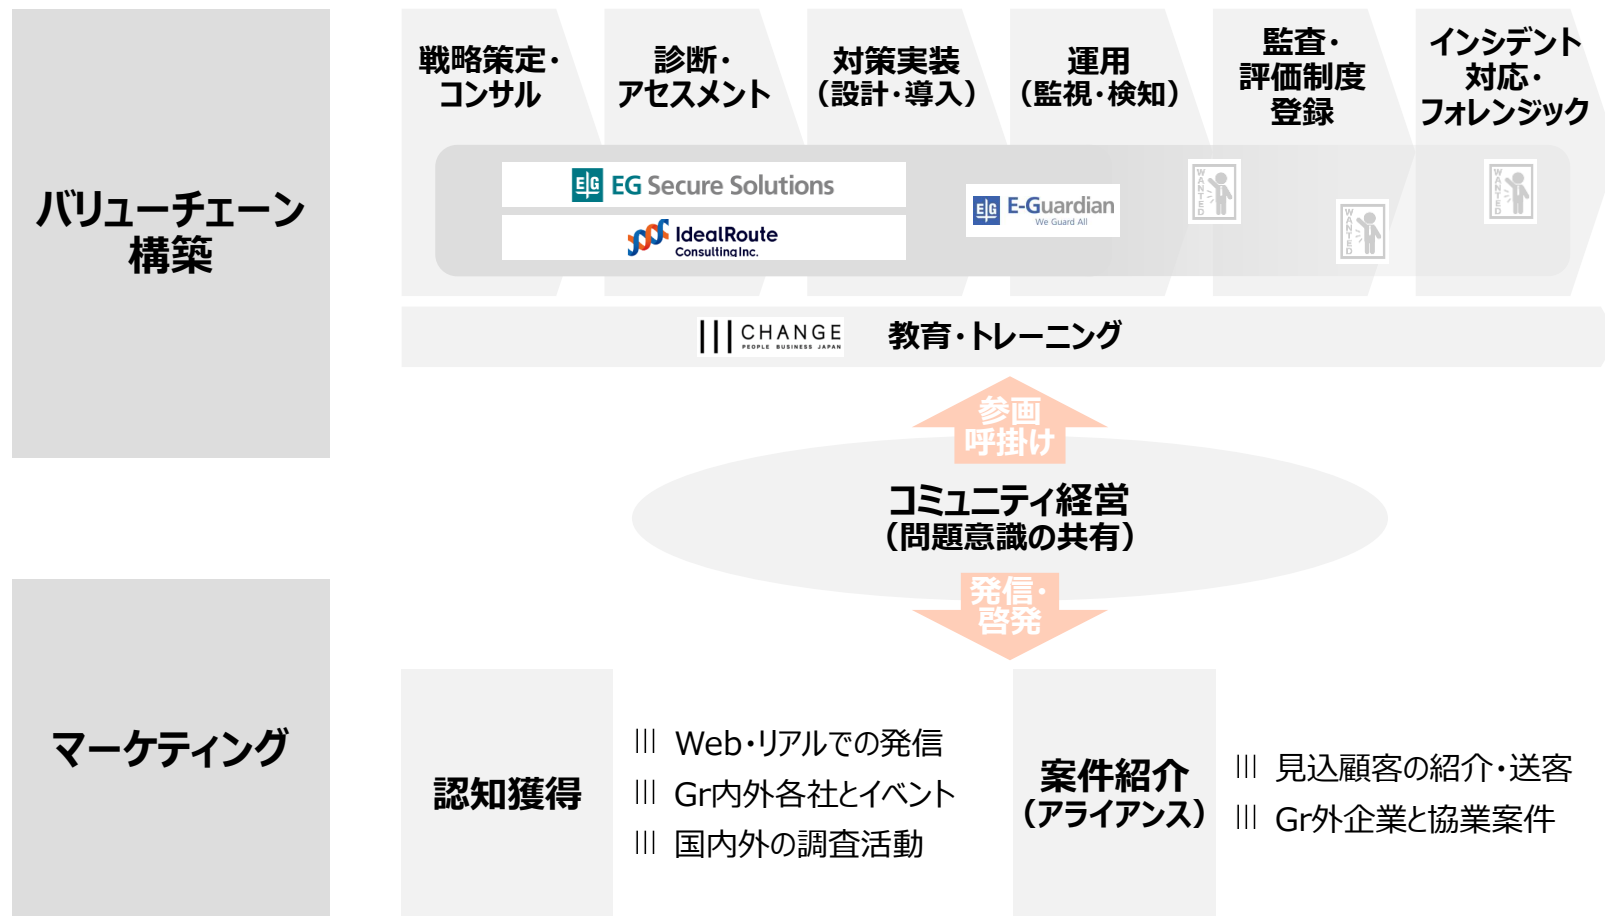 バリューチェーン
構築
戦略策定・
コンサル
診断・
アセスメント
対策実装
（設計・導入）
運用
（監視・検知）
監査・
評価制度
登録
インシデント
対応・
フォレンジック
EG EG Secure Solutions
IdealRoute
Consulting Inc.
EG E-Guardian
We Guard All
WANTED
WANTED
WANTED
CHANGE
PEOPLE BUSINESS JAPAN
教育・トレーニング
参画
呼掛け
コミュニティ経営
（問題意識の共有）
発信・
啓発
マーケティング
認知獲得
Web・リアルでの発信
Gr内外各社とイベント
国内外の調査活動
案件紹介
（アライアンス）
見込顧客の紹介・送客
Gr外企業と協業案件